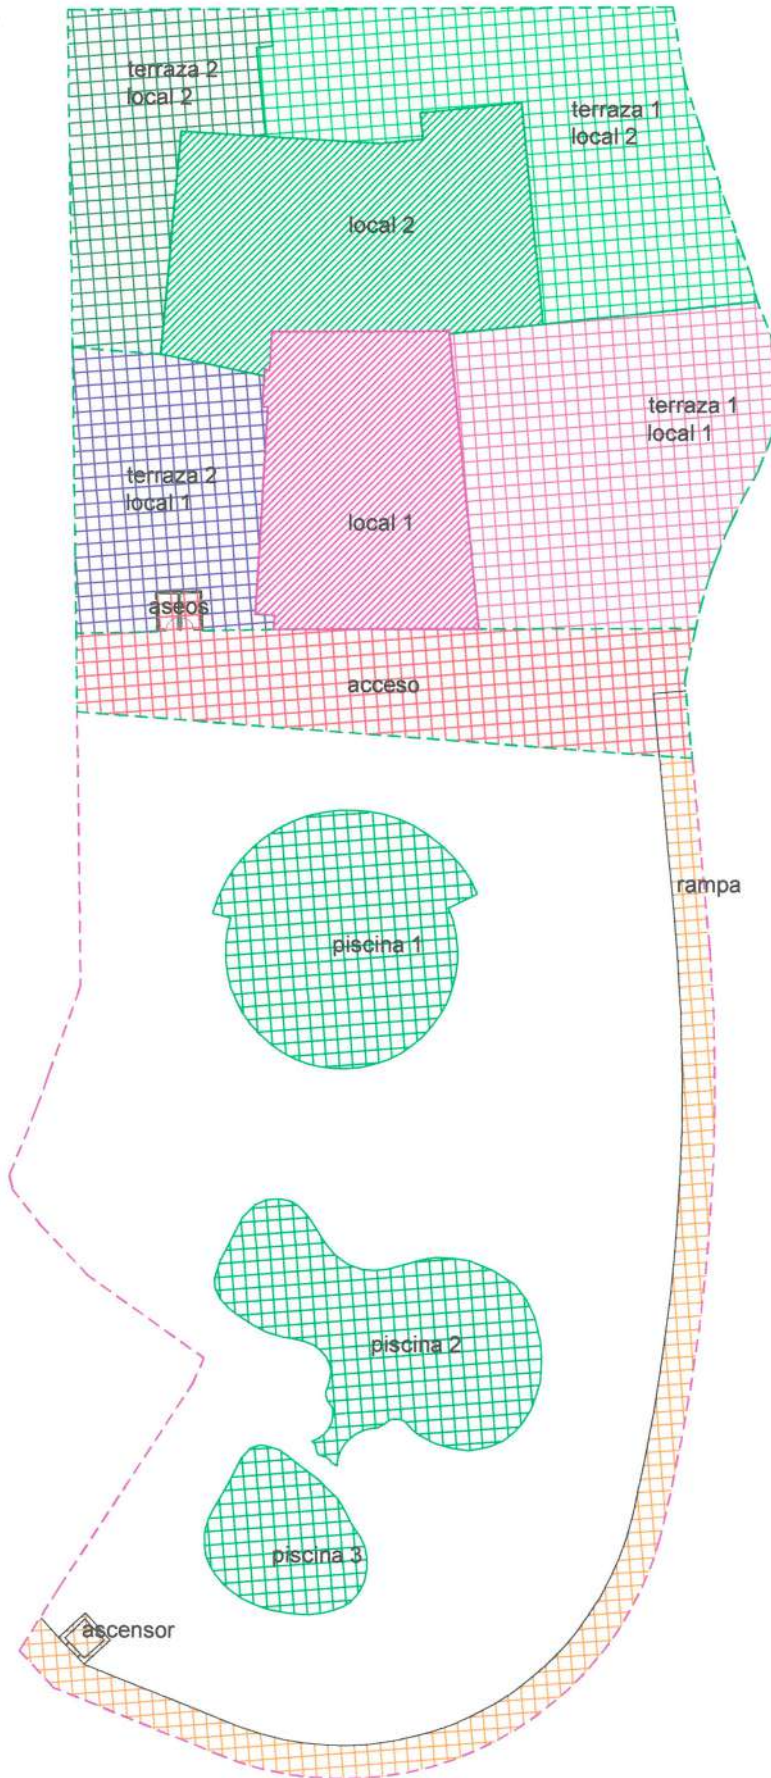 terraza 2
local 2
terraza 1
local 2
local 2
terraza 1
local 1
terraza 2
local 1
local 1
aseos
acceso
rampa
piscina 1
piscina 2
piscina 3
ascensor